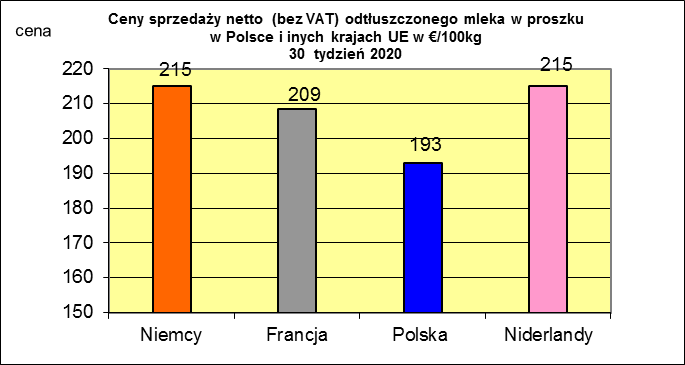 Ceny sprzedaży netto (bez VAT) odtłuszczonego mleka w proszku
w Polsce i inych krajach UE w €/100kg
30 tydzień 2020
cena
220
210
200
190
180
170
160
150
215
209
193
215
Niemcy Francja Polska Niderlandy